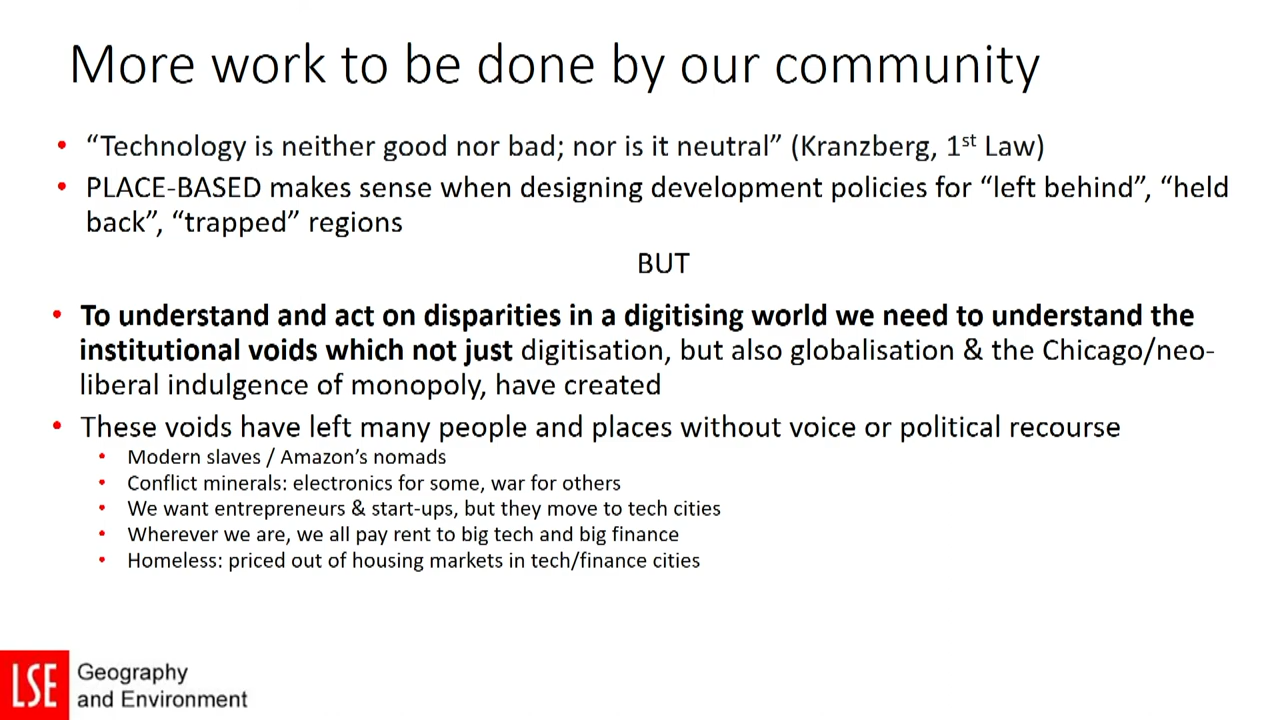 More work to be done by our community
• “Technology is neither good nor bad; nor is it neutral” (Kranzberg, 1st Law)
• PLACE-BASED makes sense when designing development policies for “left behind”, “held
back”, “trapped” regions
BUT
• To understand and act on disparities in a digitising world we need to understand the
institutional voids which not just digitisation, but also globalisation & the Chicago/neo-
liberal indulgence of monopoly, have created
• These voids have left many people and places without voice or political recourse
• Modern slaves / Amazon’s nomads
• Conflict minerals: electronics for some, war for others
• We want entrepreneurs & start-ups, but they move to tech cities
• Wherever we are, we all pay rent to big tech and big finance
• Homeless: priced out of housing markets in tech/finance cities
LSE
Geography
and Environment